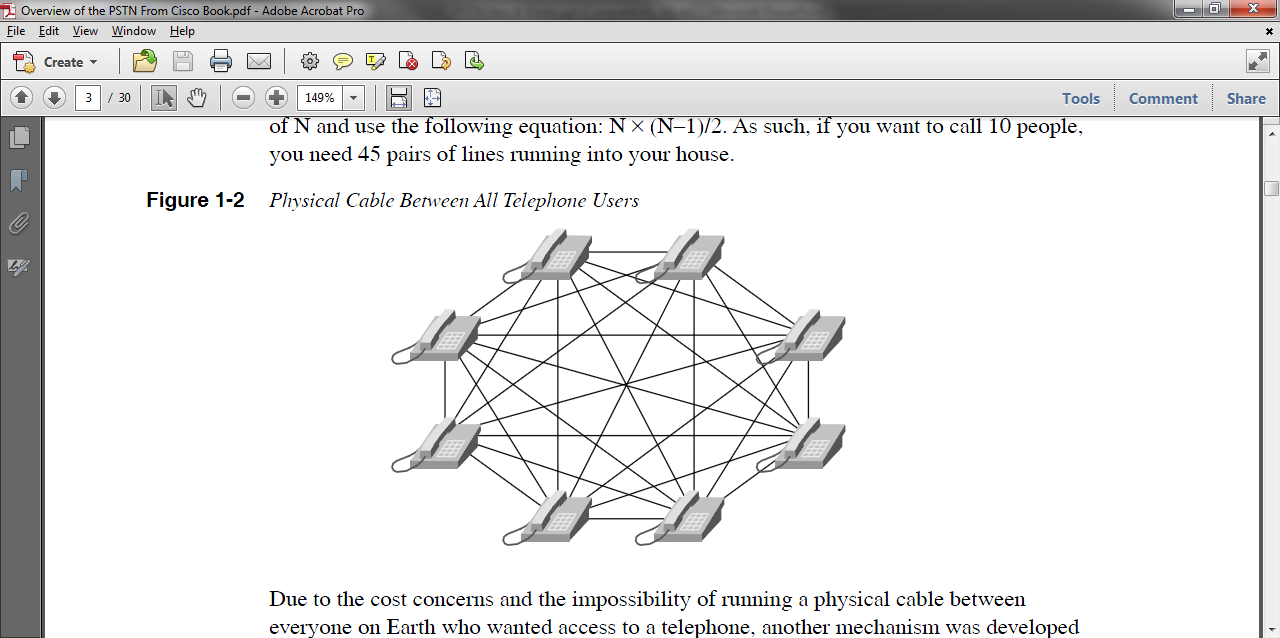 Overview of the PSTN From Cisco Book.pdf - Adobe Acrobat Pro
File Edit View Window Help
Create
3 / 30 149% Tools Comment Share
of N and use the following equation: N × (N–1)/2. As such, if you want to call 10 people,
you need 45 pairs of lines running into your house.
Figure 1-2 Physical Cable Between All Telephone Users
Due to the cost concerns and the impossibility of running a physical cable between
everyone on Earth who wanted access to a telephone, another mechanism was developed